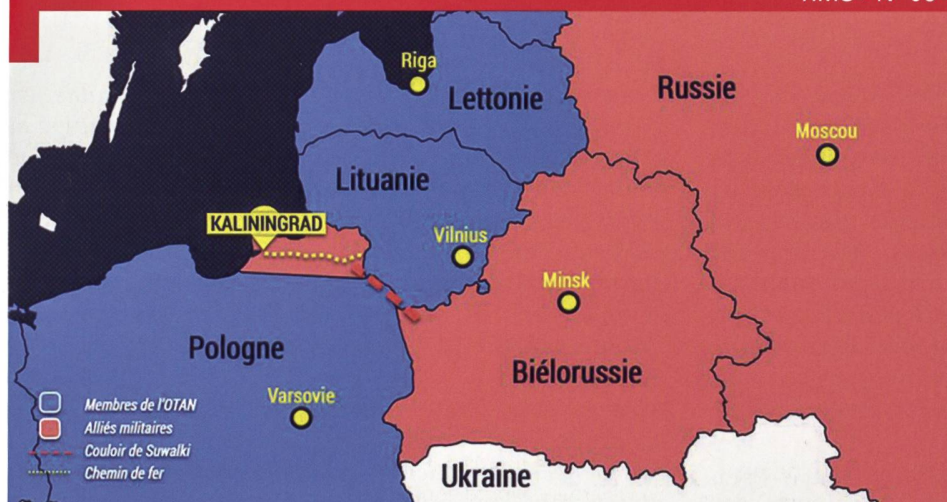 Riga
Lettonie
Russie
Moscou
Lituanie
KALININGRAD
Vilnius
Minsk
Pologne
Biélorussie
Varsovie
Membres de l'OTAN
Alliés militaires
Couloir de Suwalki
Chemin de fer
Ukraine